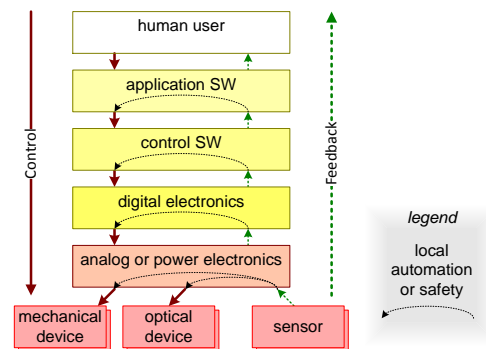 human user
application SW
control SW
digital electronics
analog or power electronics
mechanical
device
optical
device
sensor
Control
Feedback
legend
local
automation
or safety